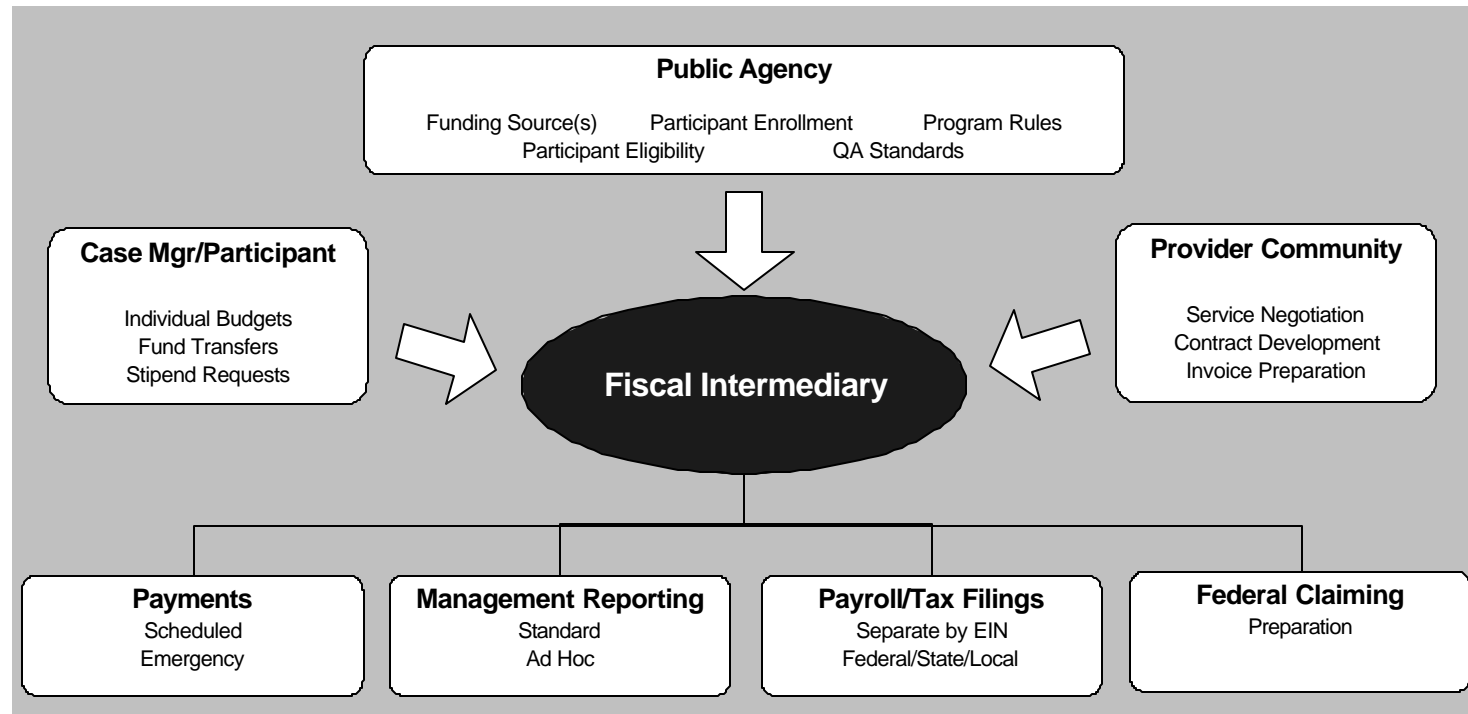 Public Agency
Funding Source(s) Participant Enrollment Program Rules
Participant Eligibility QA Standards
Case Mgr/Participant
Individual Budgets
Fund Transfers
Stipend Requests
Provider Community
Service Negotiation
Contract Development
Invoice Preparation
Fiscal Intermediary
Payments
Scheduled
Emergency
Management Reporting
Standard
Ad Hoc
Payroll/Tax Filings
Separate by EIN
Federal/State/Local
Federal Claiming
Preparation